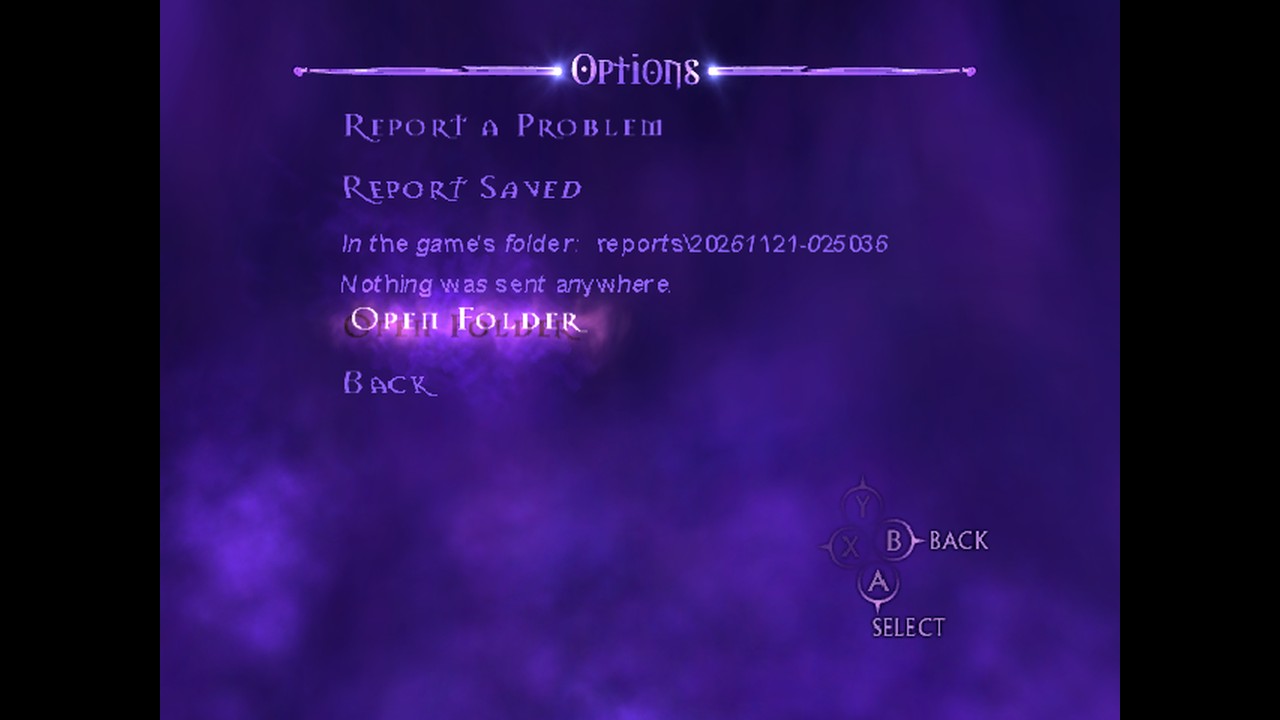 Options
Report a Problem
Report Saved
In the game's folder: reports\20261121-025036
Nothing was sent anywhere.
Open Folder
Back
Y
X
B BACK
A
SELECT